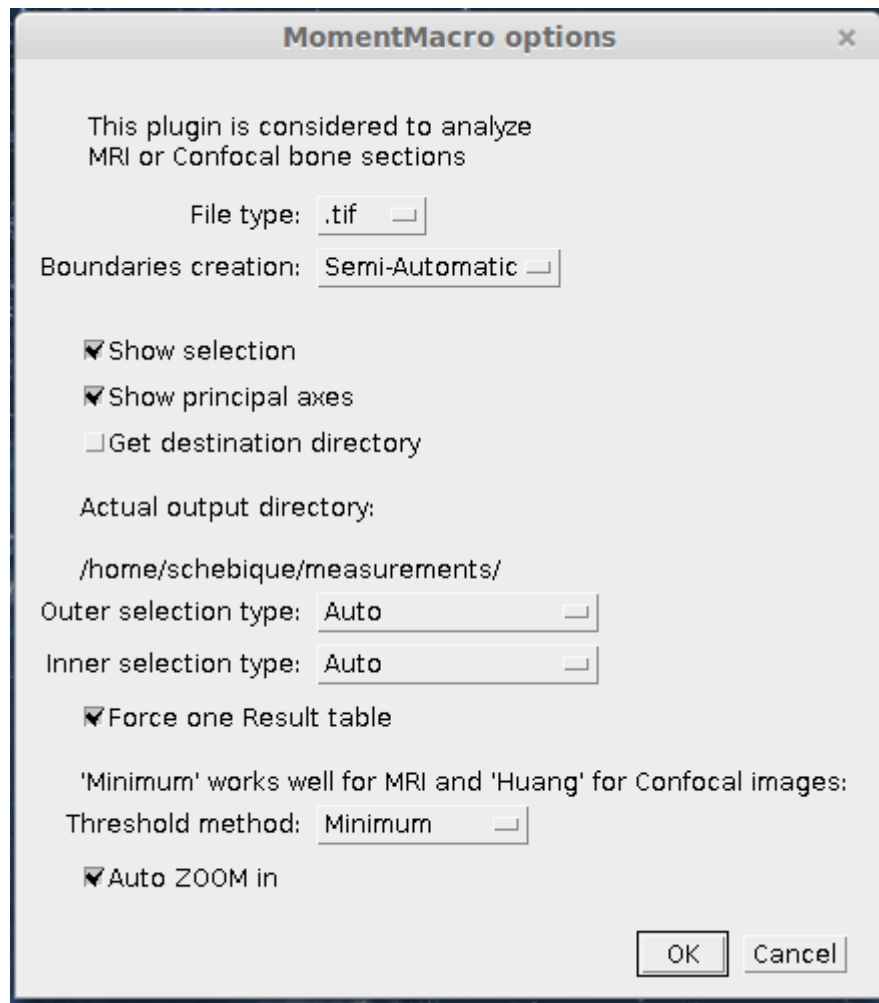 MomentMacro options
This plugin is considered to analyze
MRI or Confocal bone sections
File type: .tif
Boundaries creation: Semi-Automatic
Show selection
Show principal axes
Get destination directory
Actual output directory:
/home/schebique/measurements/
Outer selection type: Auto
Inner selection type: Auto
Force one Result table
'Minimum' works well for MRI and 'Huang' for Confocal images:
Threshold method: Minimum
Auto ZOOM in
OK Cancel